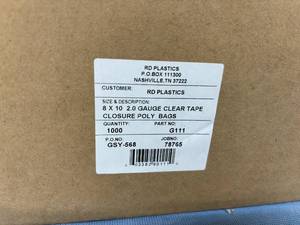 RD PLASTICS
P.O.BOX 111300
NASHVILLE,TN 37222
CUSTOMER: RD PLASTICS
SIZE & DESCRIPTION:
8 X 10 2.0 GAUGE CLEAR TAPE
CLOSURE POLY BAGS
QUANTITY: PART NO:
1000 G111
P.O.NO: JOBNO:
GSY-568 78765